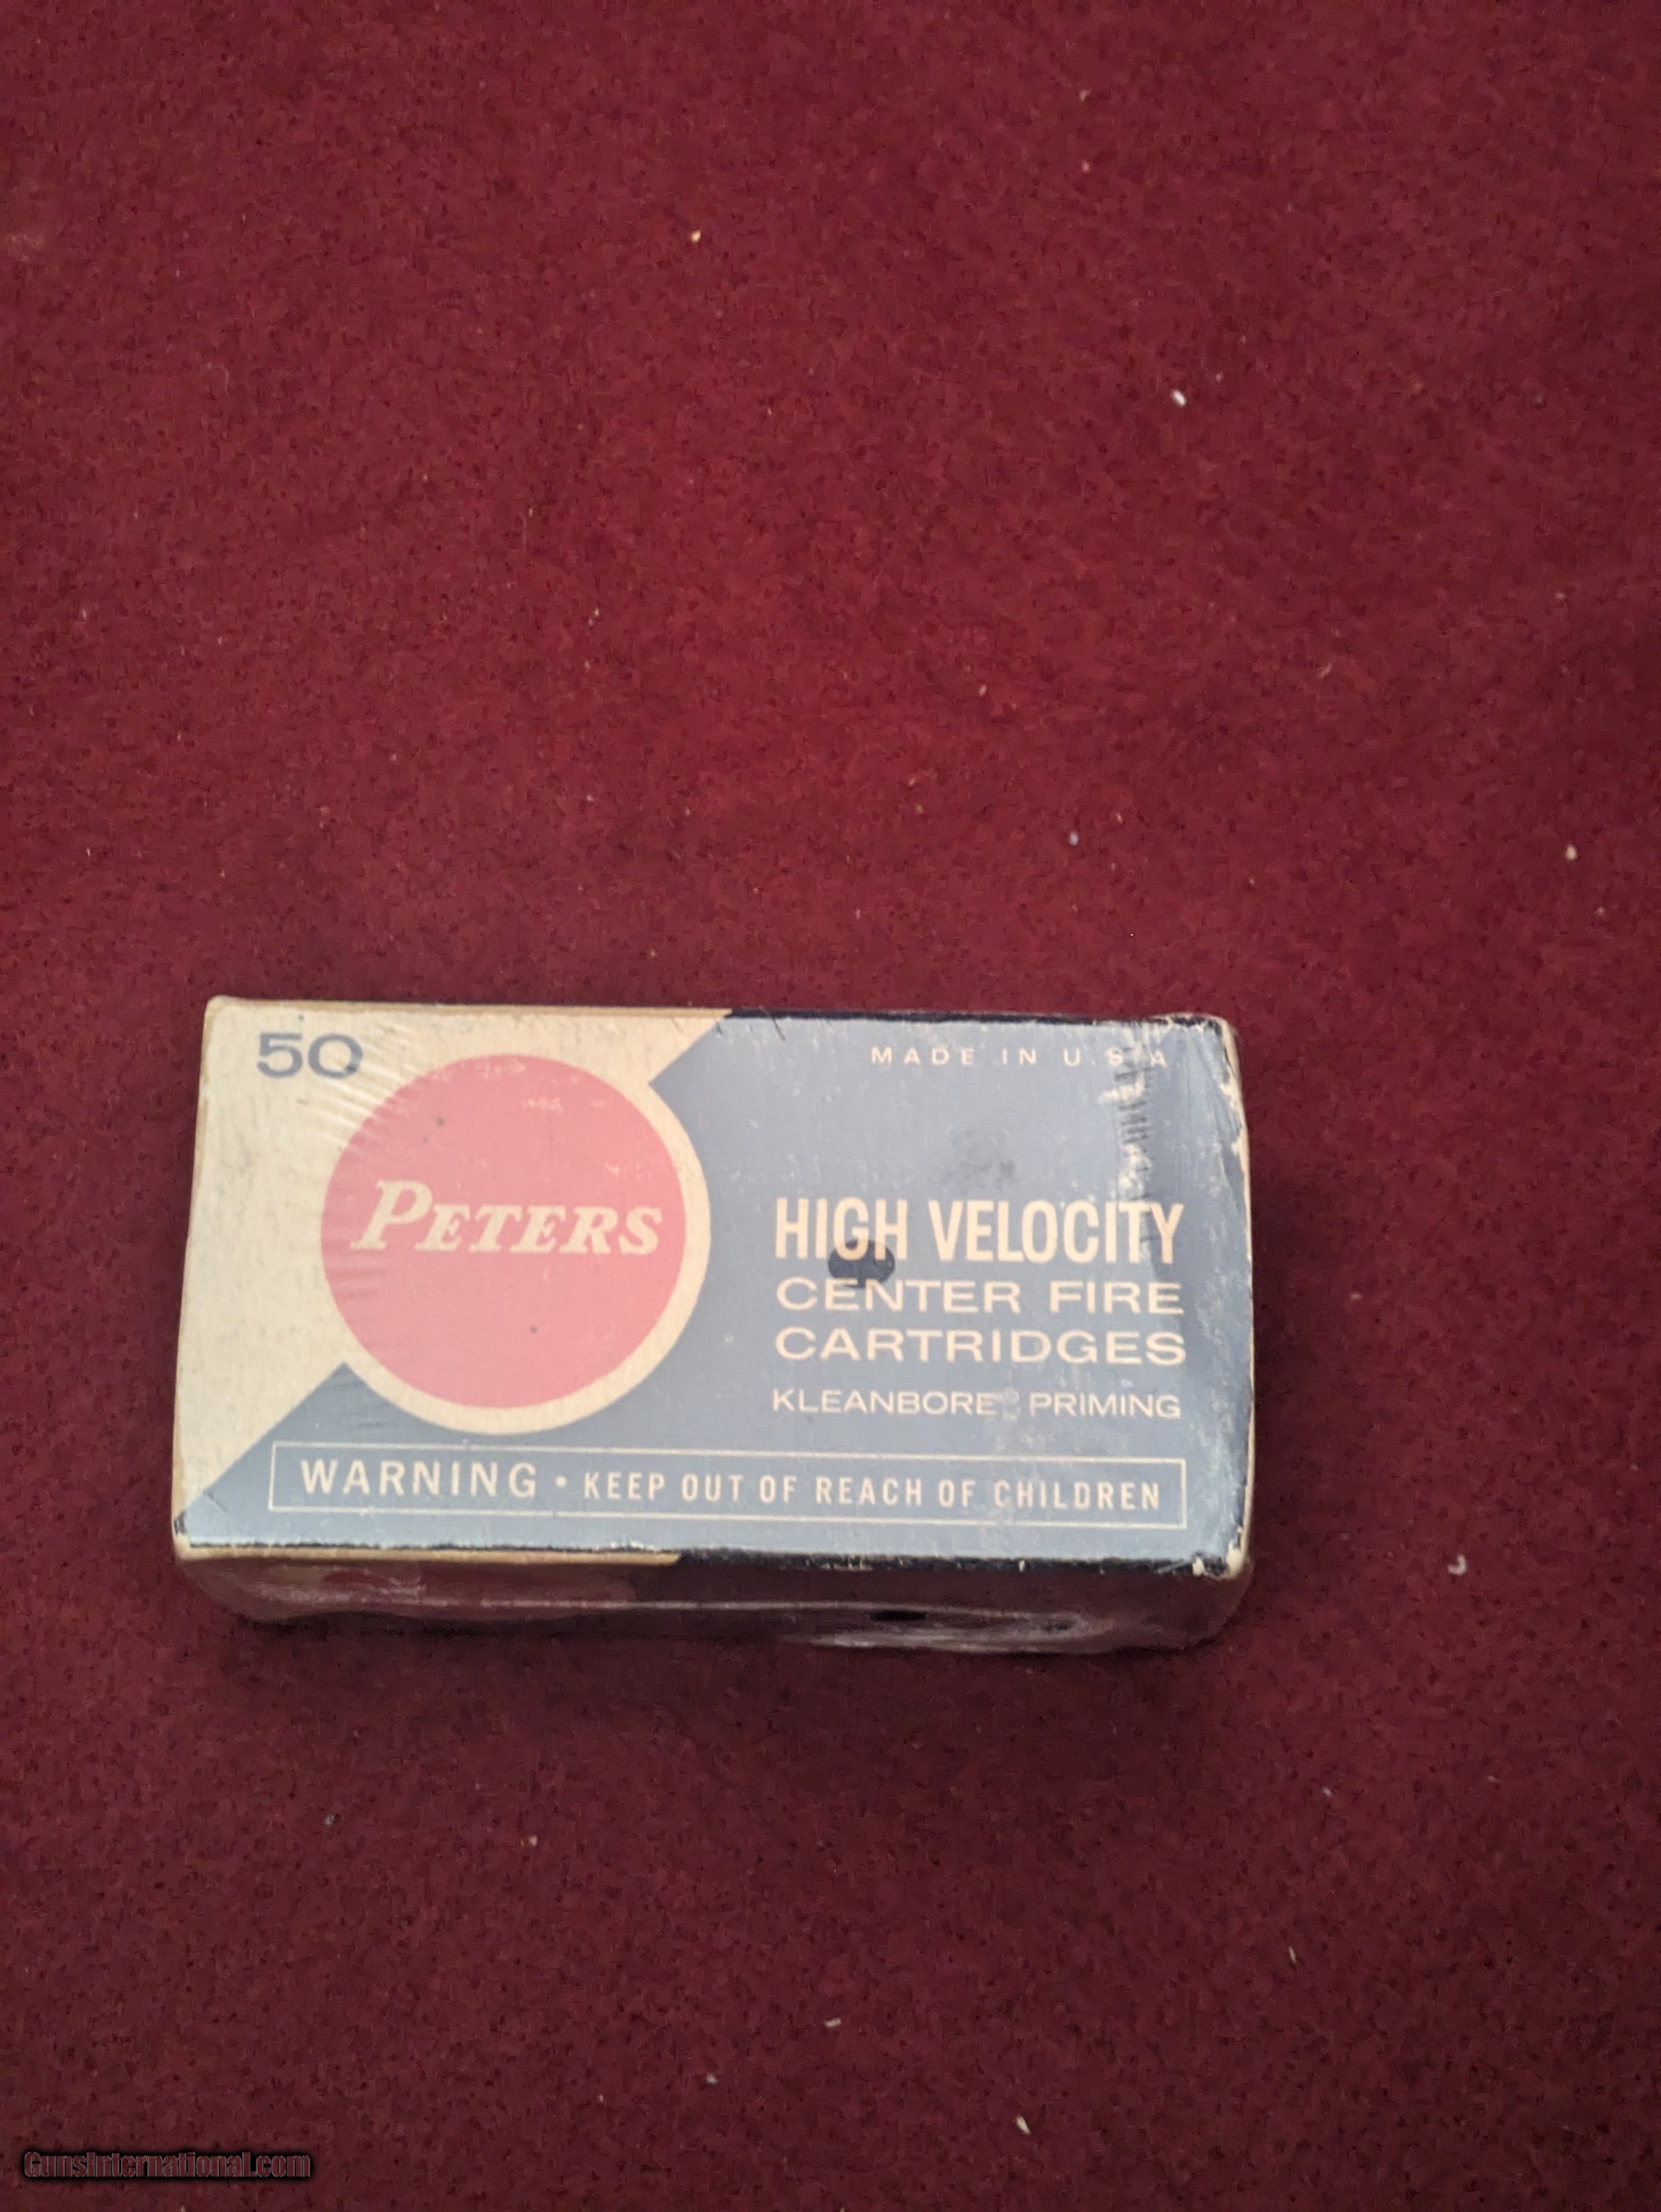 50
MADE IN U.S.A
PETERS
HIGH VELOCITY
CENTER FIRE
CARTRIDGES
KLEANBORE® PRIMING
WARNING • KEEP OUT OF REACH OF CHILDREN
GunsInternational.com